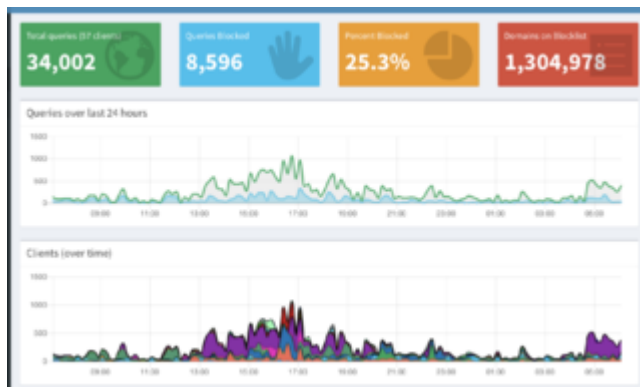 Total queries (57 clients)
34,002
Queries Blocked
8,596
Percent Blocked
25.3%
Domains on Blocklist
1,304,978
Queries over last 24 hours
1500
1000
500
0
09:00 11:00 13:00 15:00 17:00 19:00 21:00 23:00 01:00 03:00 05:00
Clients (over time)
1500
1000
500
0
09:00 11:00 13:00 15:00 17:00 19:00 21:00 23:00 01:00 03:00 05:00